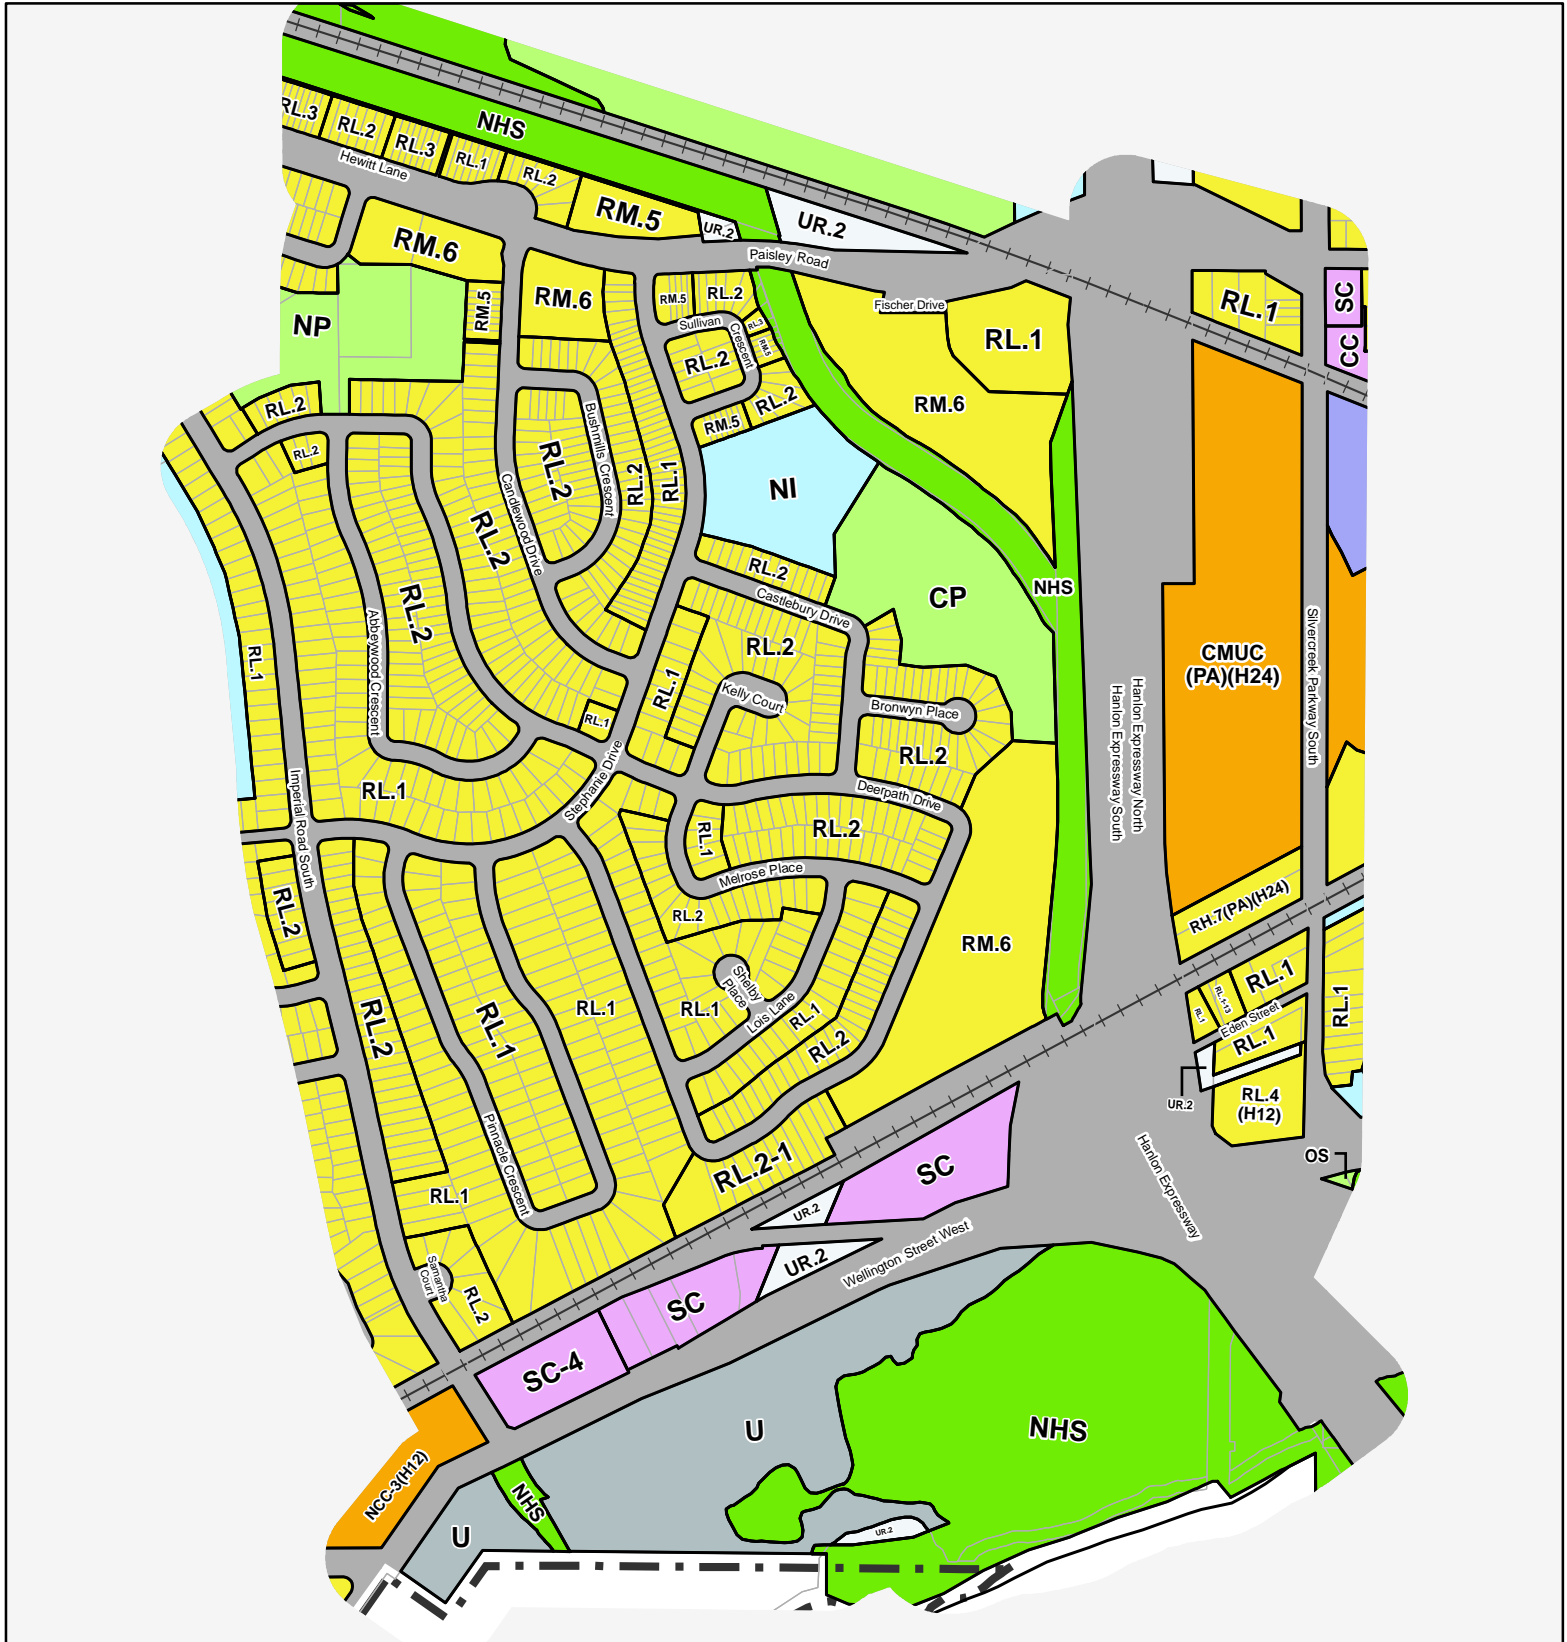 NHS
RL.3
RL.2
RL.3
RL.1
RL.2
Hewitt Lane
RM.5
UR.2
UR.2
RM.6
Paisley Road
RM.5
RM.6
RM.5
RL.2
Fischer Drive
RL.1
RL.1
SC
CC
NP
Sullivan
Crescent
RL.3
RM.5
RL.2
RL.2
RM.5
RM.6
RL.2
RL.2
RL.2
Bushmills Crescent
RL.2
RL.1
Candlewood Drive
RL.2
NI
RL.2
Castlebury Drive
CP
NHS
RL.2
Abbeywood Crescent
RL.1
RL.2
RL.1
Kelly Court
RL.1
Bronwyn Place
RL.2
CMUC
(PA)(H24)
Silvercreek Parkway South
Hanlon Expressway North
Hanlon Expressway South
Imperial Road South
RL.1
Stephanie Drive
Deerpath Drive
RL.1
RL.2
Melrose Place
RL.2
RL.2
RM.6
RH.7(PA)(H24)
RL.2
RL.1
RL.1
RL.1
Shelby
Place
Lois Lane
RL.1
RL.2
RL.1
RL.1-13
RL.1
Eden Street
RL.1
RL.1
UR.2
RL.4
(H12)
Pinnacle Crescent
RL.1
RL.2-1
SC
UR.2
Hanlon Expressway
OS
Samantha
Court
RL.2
UR.2
Wellington Street West
SC
SC-4
U
NHS
NCC-3(H12)
NHS
U
UR.2